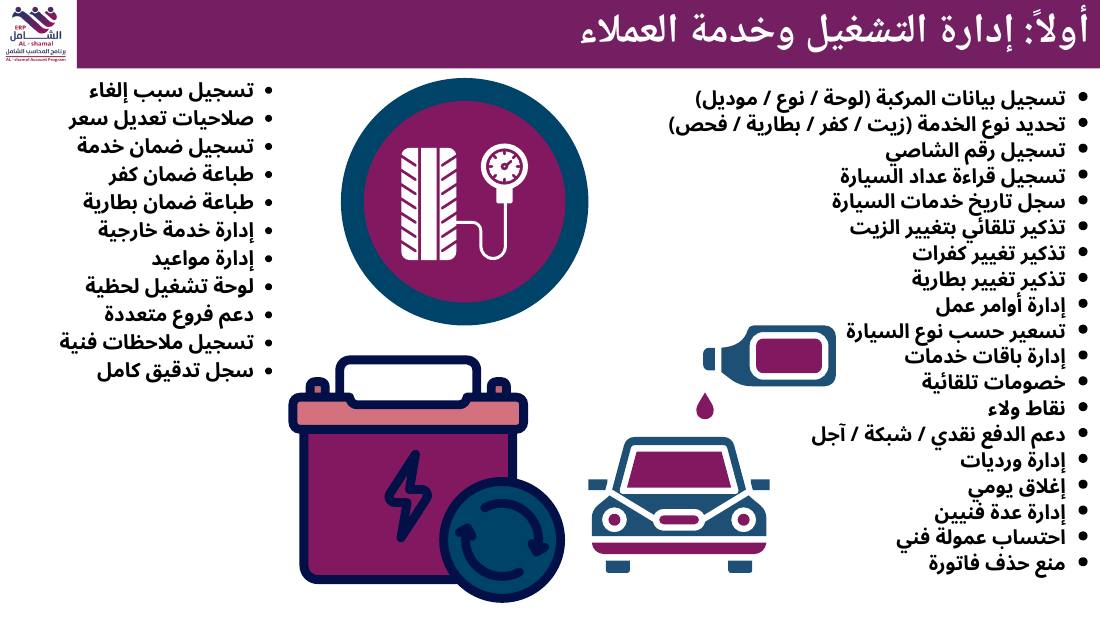 أولاً: إدارة التشغيل وخدمة العملاء
ERP
الشــامل
AL - shamal
برنامج المحاسب الشامل
AL - shamal Account Program
• تسجيل بيانات المركبة (لوحة / نوع / موديل)
• تحديد نوع الخدمة (زيت / كفر / بطارية / فحص)
• تسجيل رقم الشاصي
• تسجيل قراءة عداد السيارة
• سجل تاريخ خدمات السيارة
• تذكير تلقائي بتغيير الزيت
• تذكير تغيير كفرات
• تذكير تغيير بطارية
• إدارة أوامر عمل
• تسعير حسب نوع السيارة
• إدارة باقات خدمات
• خصومات تلقائية
• نقاط ولاء
• دعم الدفع نقدي / شبكة / آجل
• إدارة ورديات
• إغلاق يومي
• إدارة عدة فنيين
• احتساب عمولة فني
• منع حذف فاتورة
• تسجيل سبب إلغاء
• صلاحيات تعديل سعر
• تسجيل ضمان خدمة
• طباعة ضمان كفر
• طباعة ضمان بطارية
• إدارة خدمة خارجية
• إدارة مواعيد
• لوحة تشغيل لحظية
• دعم فروع متعددة
• تسجيل ملاحظات فنية
• سجل تدقيق كامل